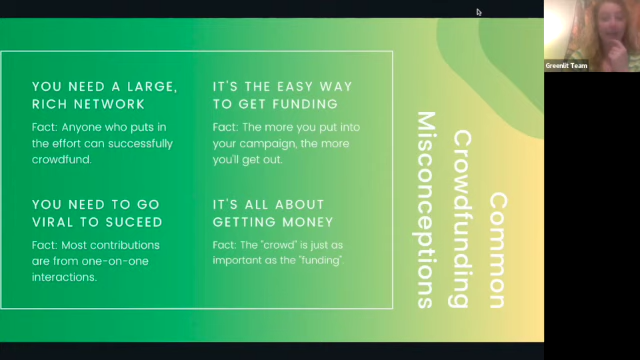 YOU NEED A LARGE,
RICH NETWORK
Fact: Anyone who puts in
the effort can successfully
crowdfund.
IT'S THE EASY WAY
TO GET FUNDING
Fact: The more you put into
your campaign, the more
you'll get out.
YOU NEED TO GO
VIRAL TO SUCEED
Fact: Most contributions
are from one-on-one
interactions.
IT'S ALL ABOUT
GETTING MONEY
Fact: The "crowd" is just as
important as the "funding".
Common
Crowdfunding
Misconceptions
Greenlit Team